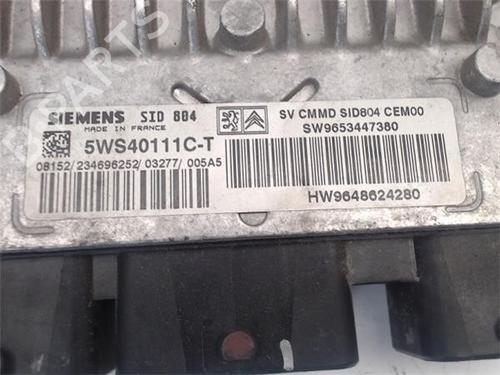 SIEMENS SID 804
MADE IN FRANCE
5WS40111C-T
08152/234696252/03277/005A5
SV CMMD SID804 CEM00
SW9653447380
HW9648624280